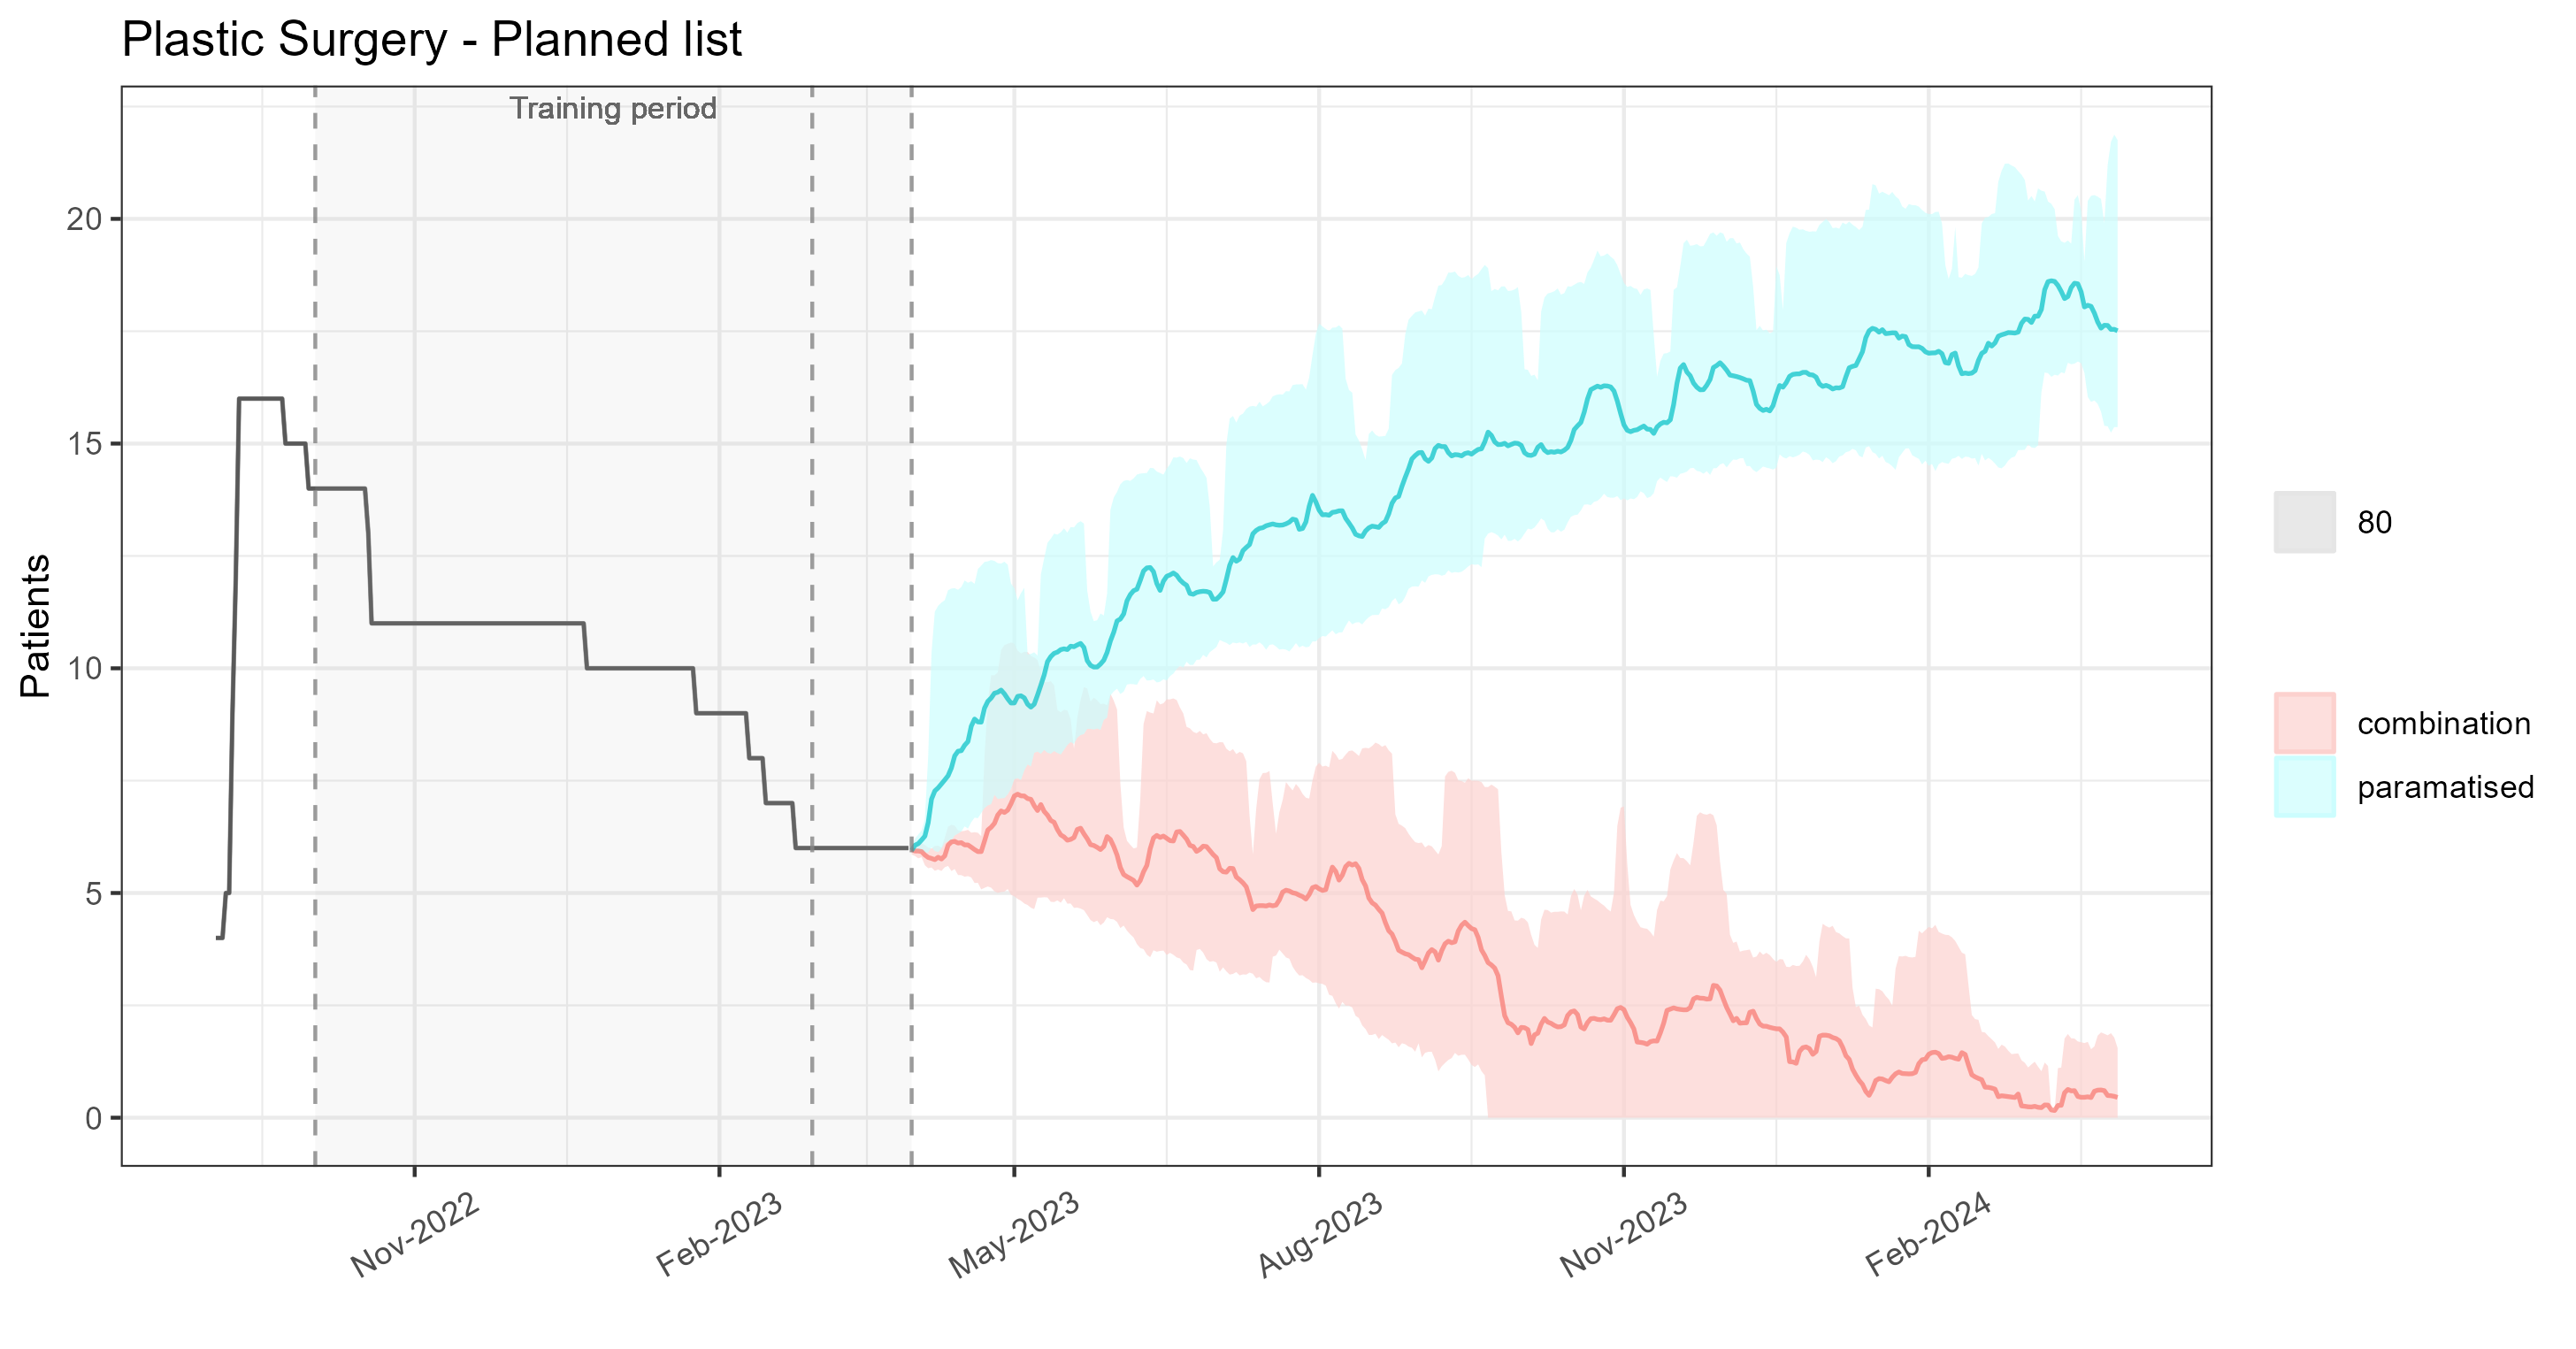 Plastic Surgery - Planned list
Training period
Patients
20
15
10
5
0
Nov-2022
Feb-2023
May-2023
Aug-2023
Nov-2023
Feb-2024
80
combination
paramatised